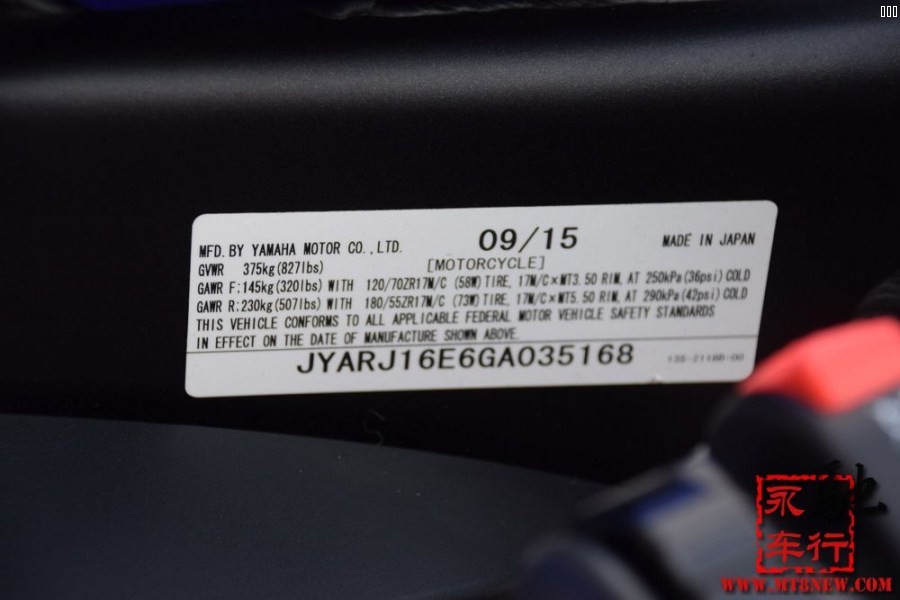 MFD. BY YAMAHA MOTOR CO., LTD. 09/15 MADE IN JAPAN
GVWR 375kg(827lbs) [MOTORCYCLE]
GAWR F:145kg(320lbs) WITH 120/70ZR17M/C (58W) TIRE, 17M/C×MT3.50 RIM, AT 250kPa(36psi) COLD
GAWR R:230kg(507lbs) WITH 180/55ZR17M/C (73W) TIRE, 17M/C×MT5.50 RIM, AT 290kPa(42psi) COLD
THIS VEHICLE CONFORMS TO ALL APPLICABLE FEDERAL MOTOR VEHICLE SAFETY STANDARDS
IN EFFECT ON THE DATE OF MANUFACTURE SHOWN ABOVE.
JYARJ16E6GA035168
永
车行
WWW.MT8NEW.COM